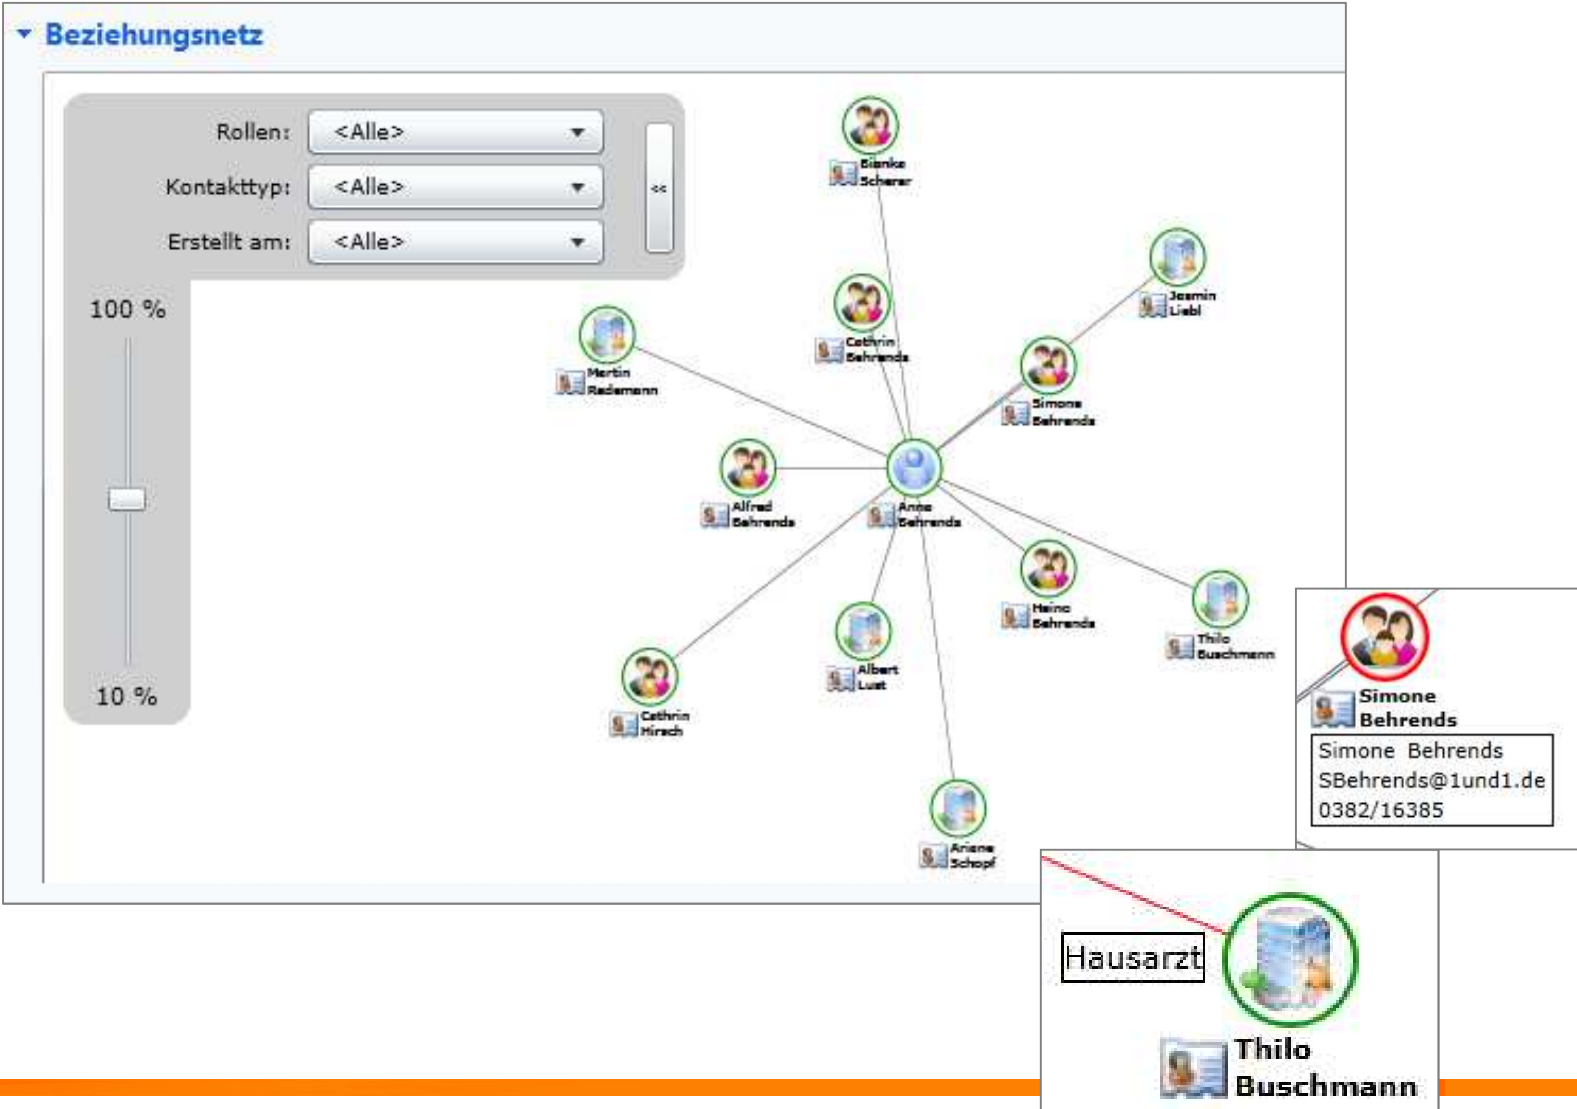 Beziehungsnetz
Rollen: <Alle>
Kontakttyp: <Alle>
<<
Erstellt am: <Alle>
100 %
10 %
Bianka
Scherer
Jasmin
Liebl
Cathrin
Behrends
Martin
Rademann
Simone
Behrends
Alfred
Behrends
Anna
Behrends
Heino
Behrends
Thilo
Buschmann
Albert
Lust
Cathrin
Hirsch
Ariane
Schopf
Simone
Behrends
Simone Behrends
SBehrends@1und1.de
0382/16385
Hausarzt
Thilo
Buschmann